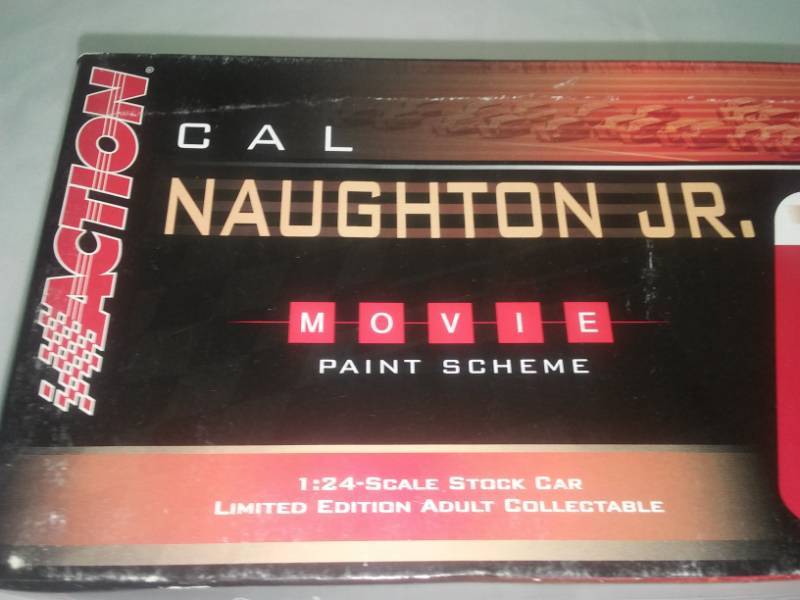 ACTION®
CAL
NAUGHTON JR.
MOVIE
PAINT SCHEME
1:24-SCALE STOCK CAR
LIMITED EDITION ADULT COLLECTABLE